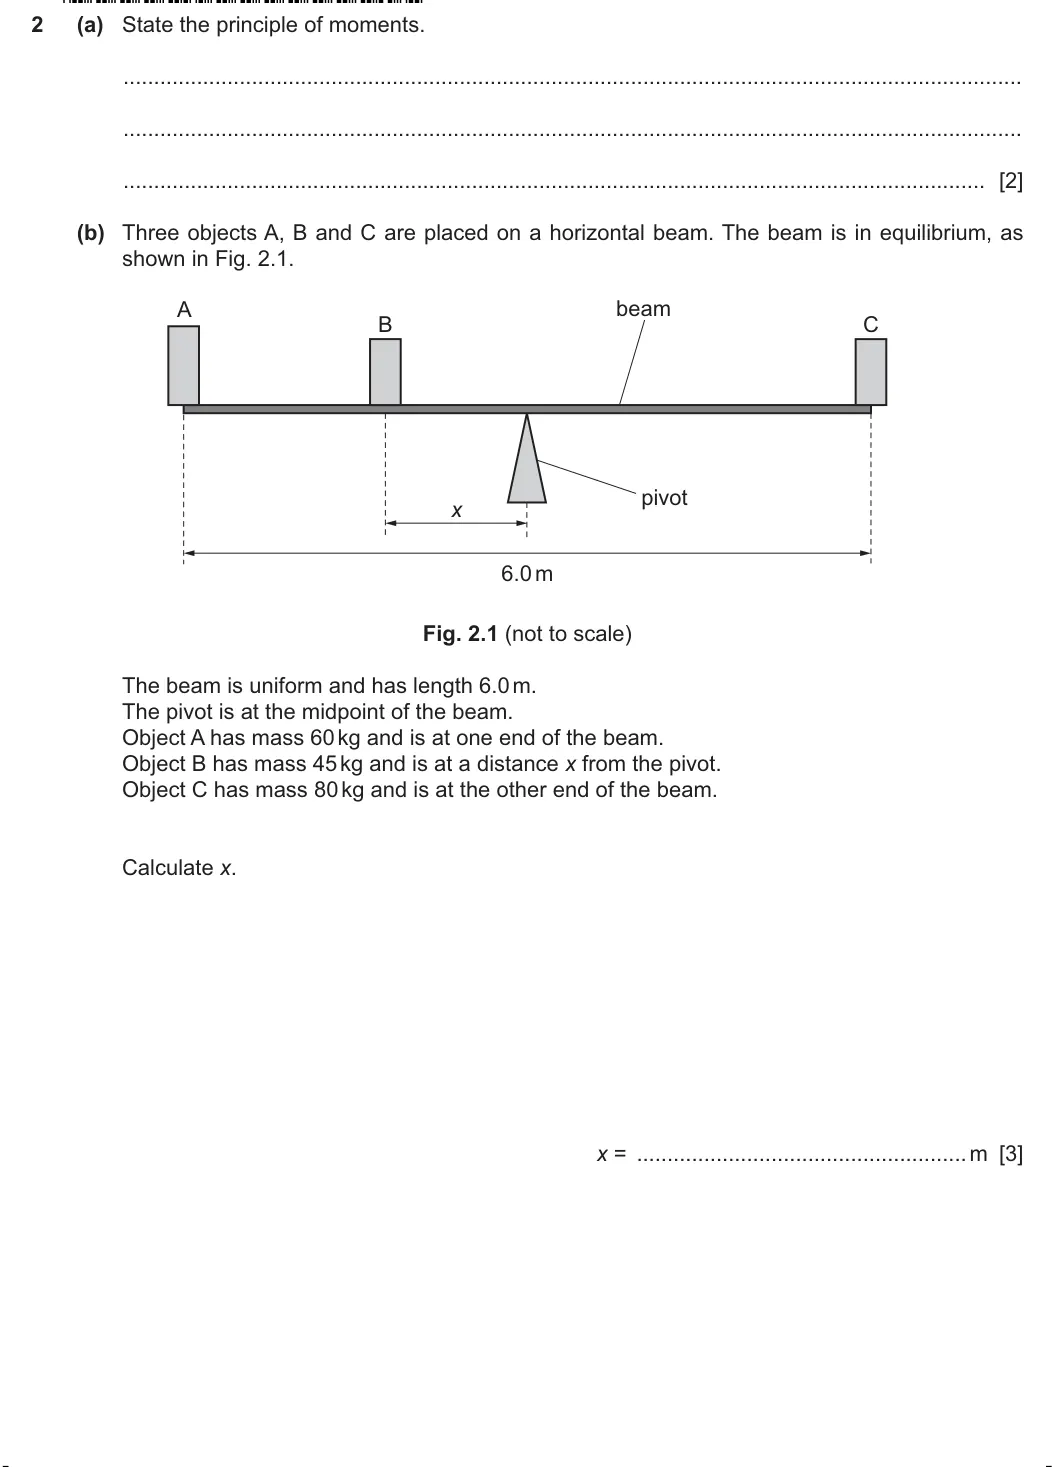 2 (a) State the principle of moments.
..........................................................................................................................................................
..........................................................................................................................................................
.................................................................................................................................................... [2]
(b) Three objects A, B and C are placed on a horizontal beam. The beam is in equilibrium, as
shown in Fig. 2.1.
A
B
beam
C
pivot
x
6.0 m
Fig. 2.1 (not to scale)
The beam is uniform and has length 6.0 m.
The pivot is at the midpoint of the beam.
Object A has mass 60 kg and is at one end of the beam.
Object B has mass 45 kg and is at a distance x from the pivot.
Object C has mass 80 kg and is at the other end of the beam.
Calculate x.
x = ...................................................... m [3]